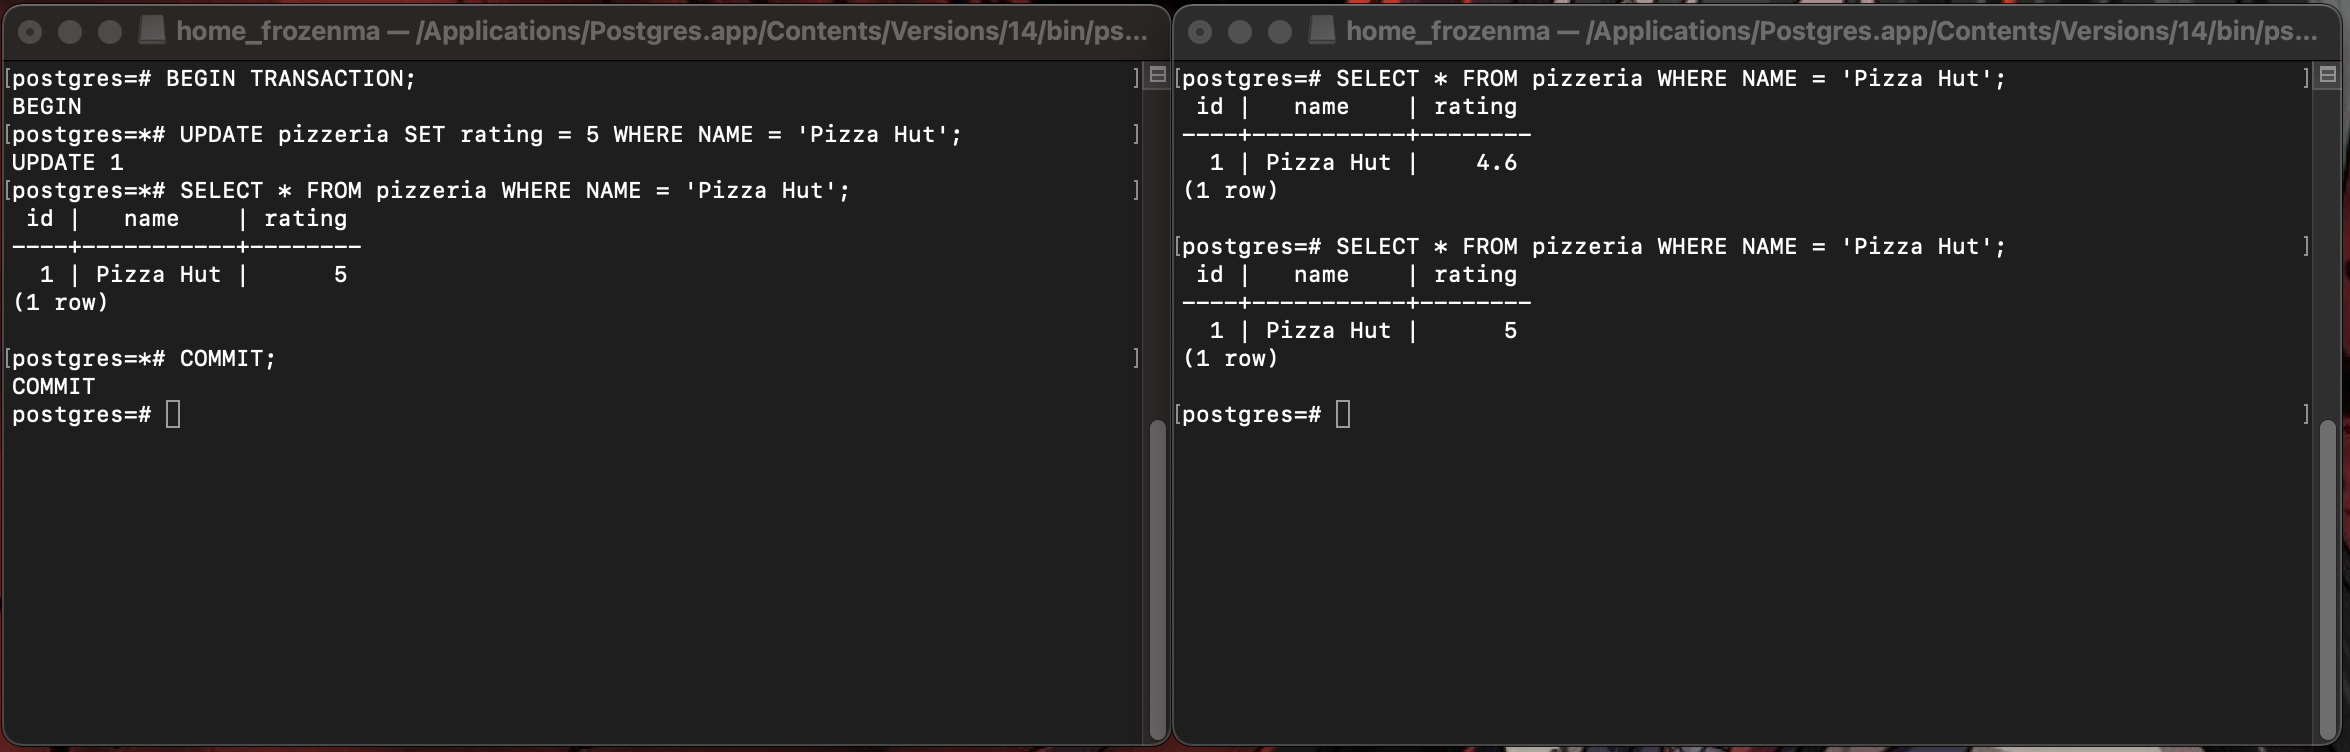 home_frozenma — /Applications/Postgres.app/Contents/Versions/14/bin/ps...
[postgres=# BEGIN TRANSACTION; ]
BEGIN
[postgres=*# UPDATE pizzeria SET rating = 5 WHERE NAME = 'Pizza Hut'; ]
UPDATE 1
[postgres=*# SELECT * FROM pizzeria WHERE NAME = 'Pizza Hut'; ]
 id |   name    | rating
----+-----------+--------
  1 | Pizza Hut |      5
(1 row)
[postgres=*# COMMIT; ]
COMMIT
postgres=#
home_frozenma — /Applications/Postgres.app/Contents/Versions/14/bin/ps...
[postgres=# SELECT * FROM pizzeria WHERE NAME = 'Pizza Hut'; ]
 id |   name    | rating
----+-----------+--------
  1 | Pizza Hut |    4.6
(1 row)
[postgres=# SELECT * FROM pizzeria WHERE NAME = 'Pizza Hut'; ]
 id |   name    | rating
----+-----------+--------
  1 | Pizza Hut |      5
(1 row)
[postgres=# ]